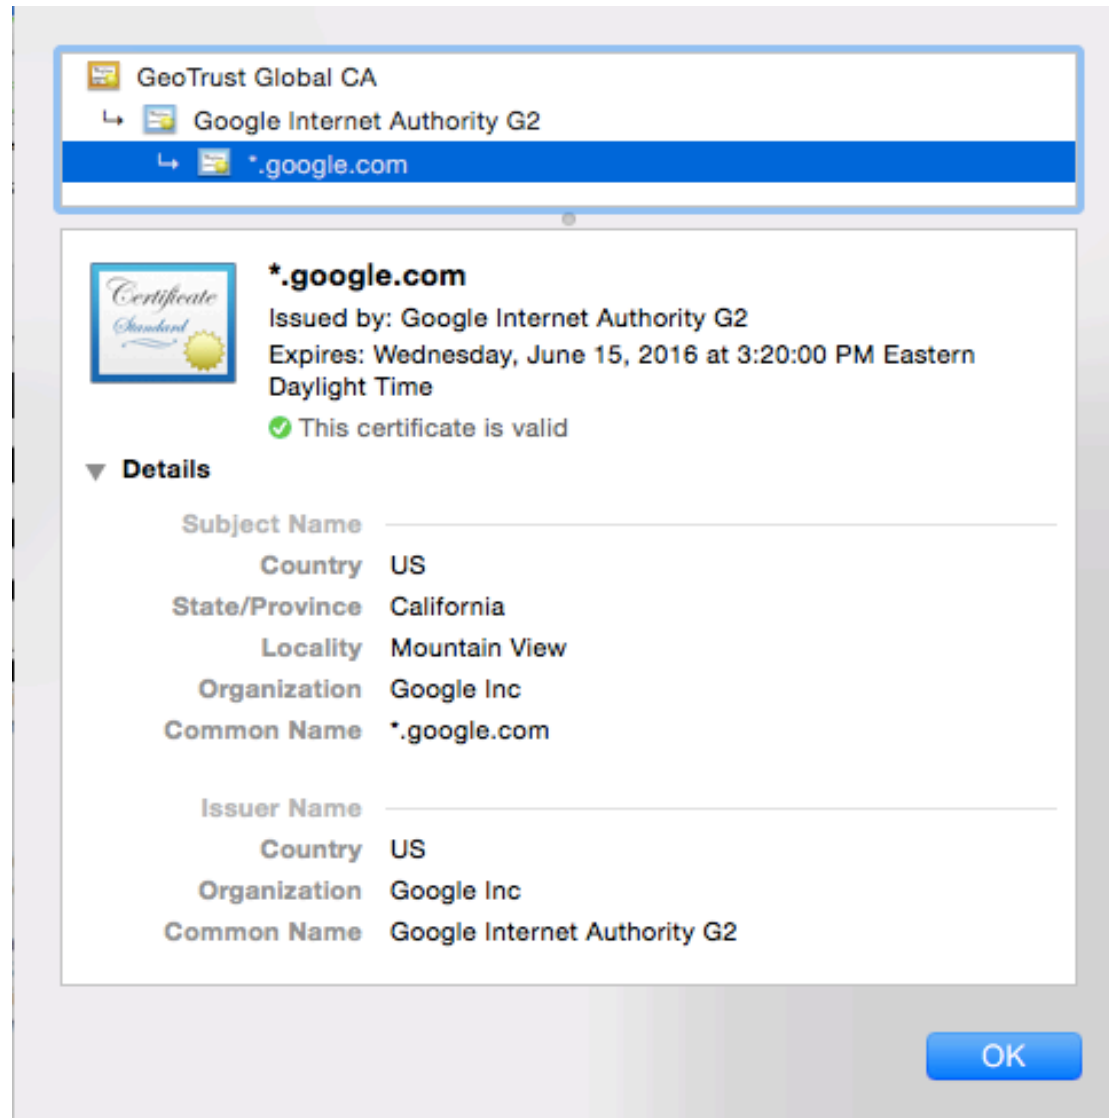 GeoTrust Global CA
Google Internet Authority G2
*.google.com
Certificate
Standard
*.google.com
Issued by: Google Internet Authority G2
Expires: Wednesday, June 15, 2016 at 3:20:00 PM Eastern
Daylight Time
This certificate is valid
Details
Subject Name
Country US
State/Province California
Locality Mountain View
Organization Google Inc
Common Name *.google.com
Issuer Name
Country US
Organization Google Inc
Common Name Google Internet Authority G2
OK